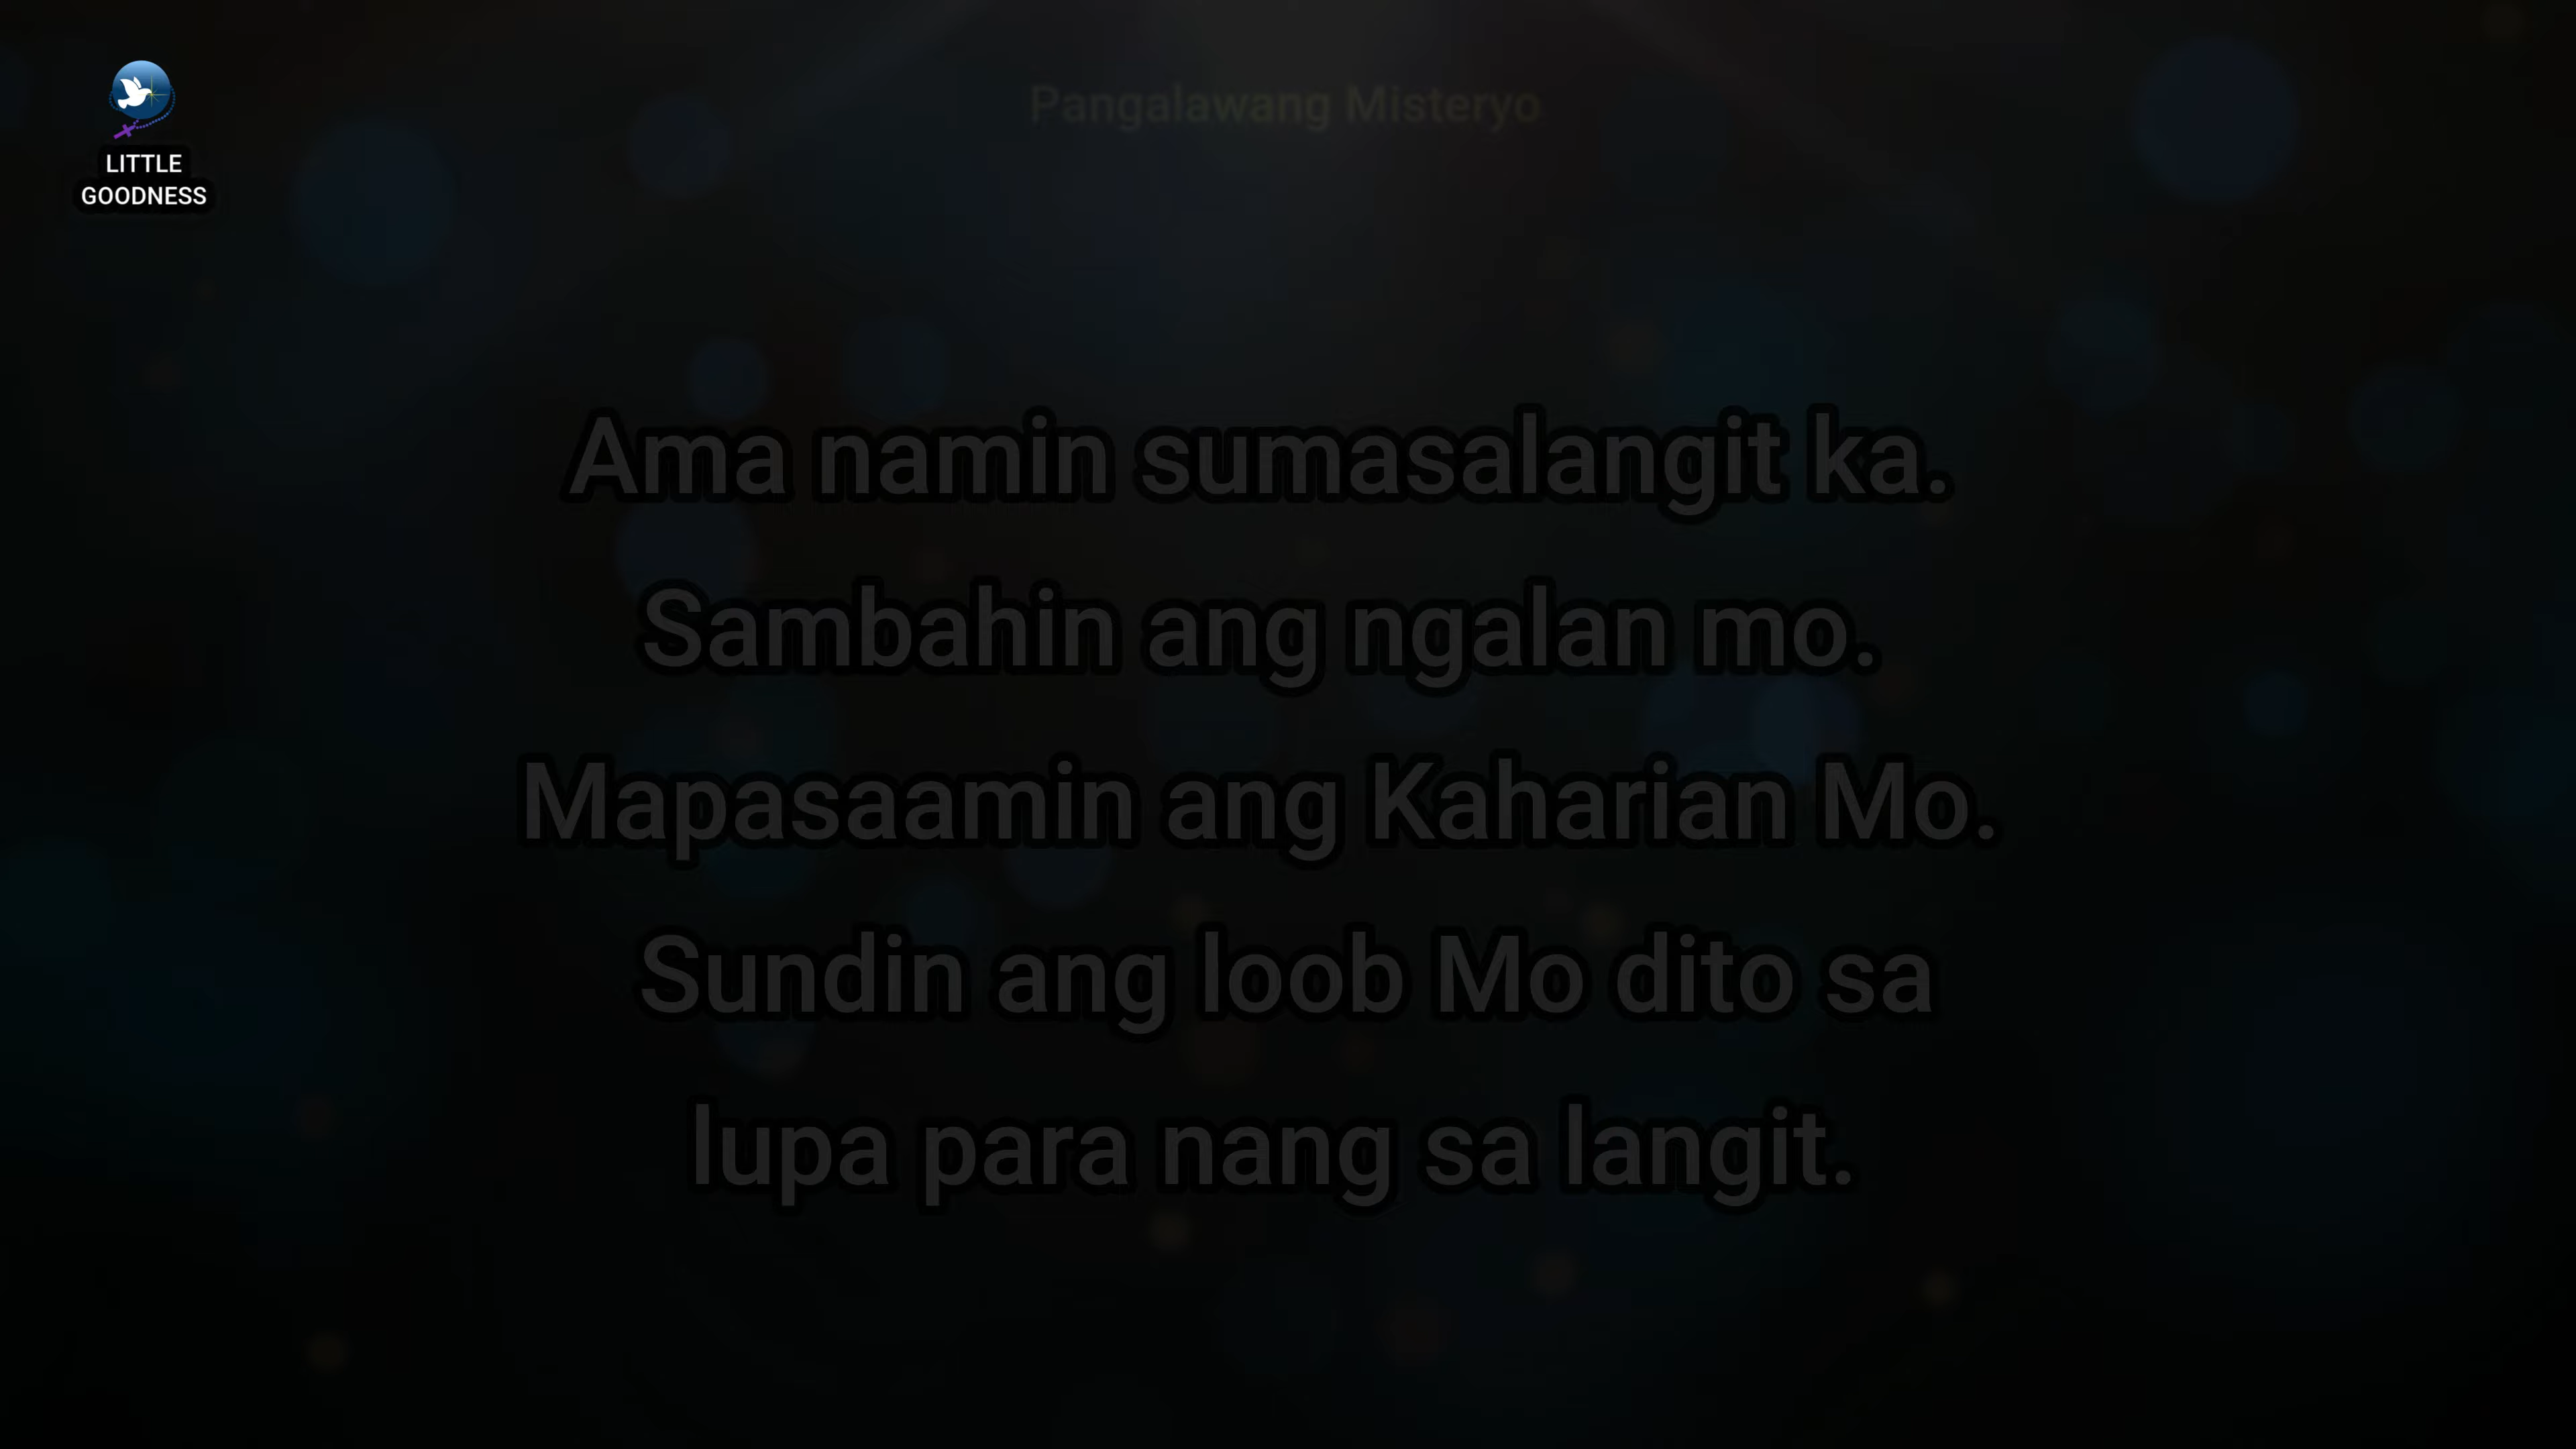 Pangalawang Misteryo
LITTLE
GOODNESS
Ama namin sumasalangit ka.
Sambahin ang ngalan mo.
Mapasaamin ang Kaharian Mo.
Sundin ang loob Mo dito sa
lupa para nang sa langit.